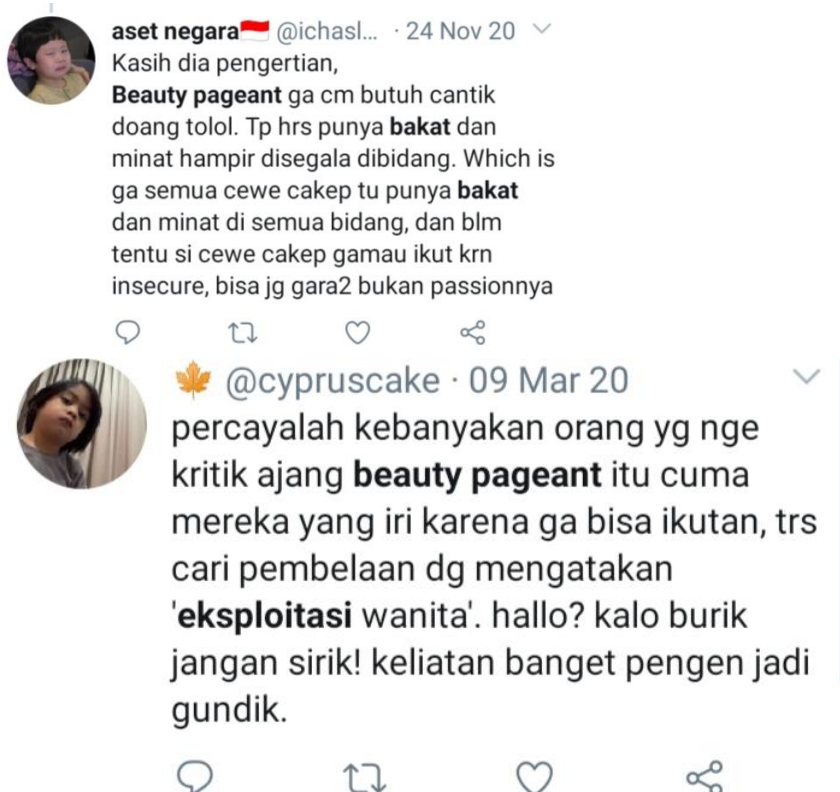 aset negara🇮🇩 @ichasl... · 24 Nov 20
Kasih dia pengertian,
Beauty pageant ga cm butuh cantik
doang tolol. Tp hrs punya bakat dan
minat hampir disegala dibidang. Which is
ga semua cewe cakep tu punya bakat
dan minat di semua bidang, dan blm
tentu si cewe cakep gamau ikut krn
insecure, bisa jg gara2 bukan passionnya
🍁 @cypruscake · 09 Mar 20
percayalah kebanyakan orang yg nge
kritik ajang beauty pageant itu cuma
mereka yang iri karena ga bisa ikutan, trs
cari pembelaan dg mengatakan
'eksploitasi wanita'. hallo? kalo burik
jangan sirik! keliatan banget pengen jadi
gundik.